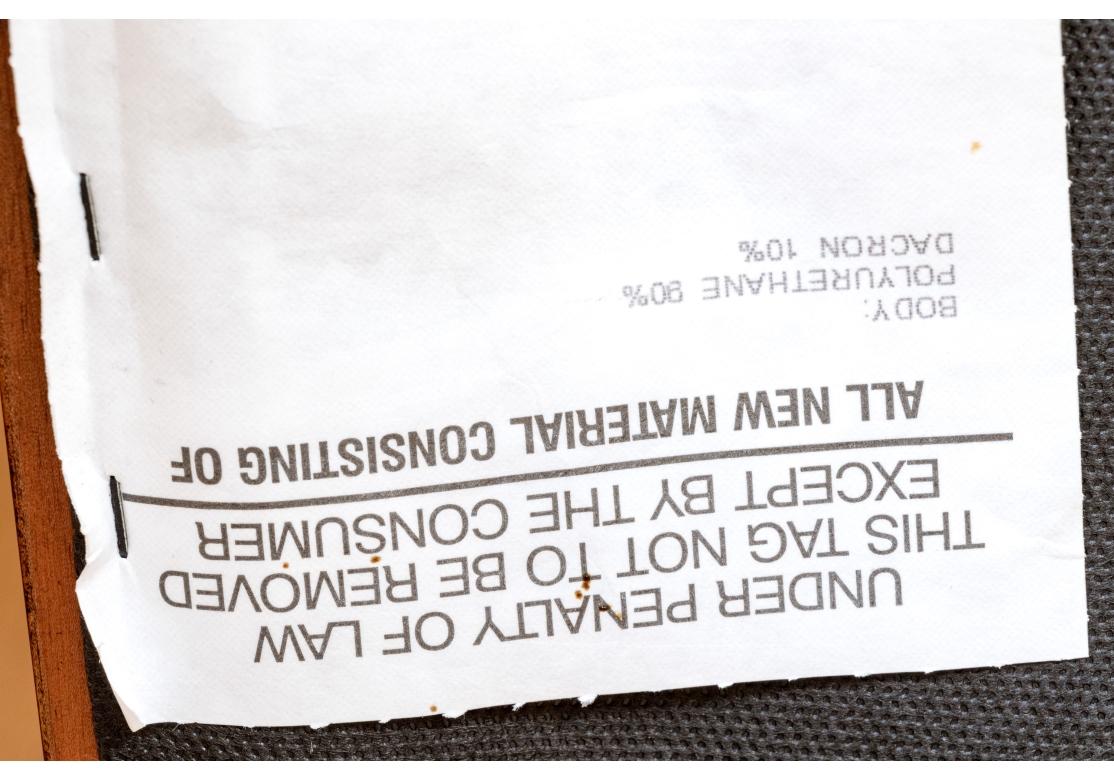 UNDER PENALTY OF LAW
THIS TAG NOT TO BE REMOVED
EXCEPT BY THE CONSUMER
ALL NEW MATERIAL CONSISTING OF
BODY:
POLYURETHANE 90%
DACRON 10%